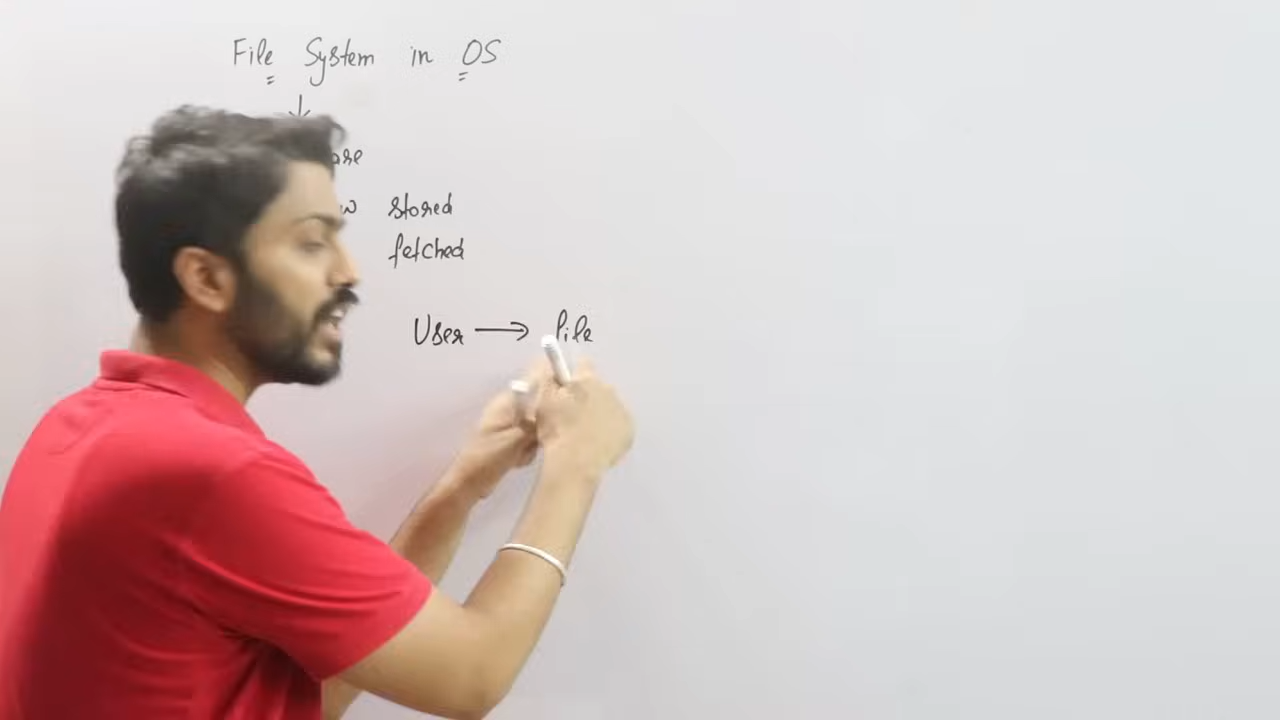 File System in OS
stored
fetched
User → file